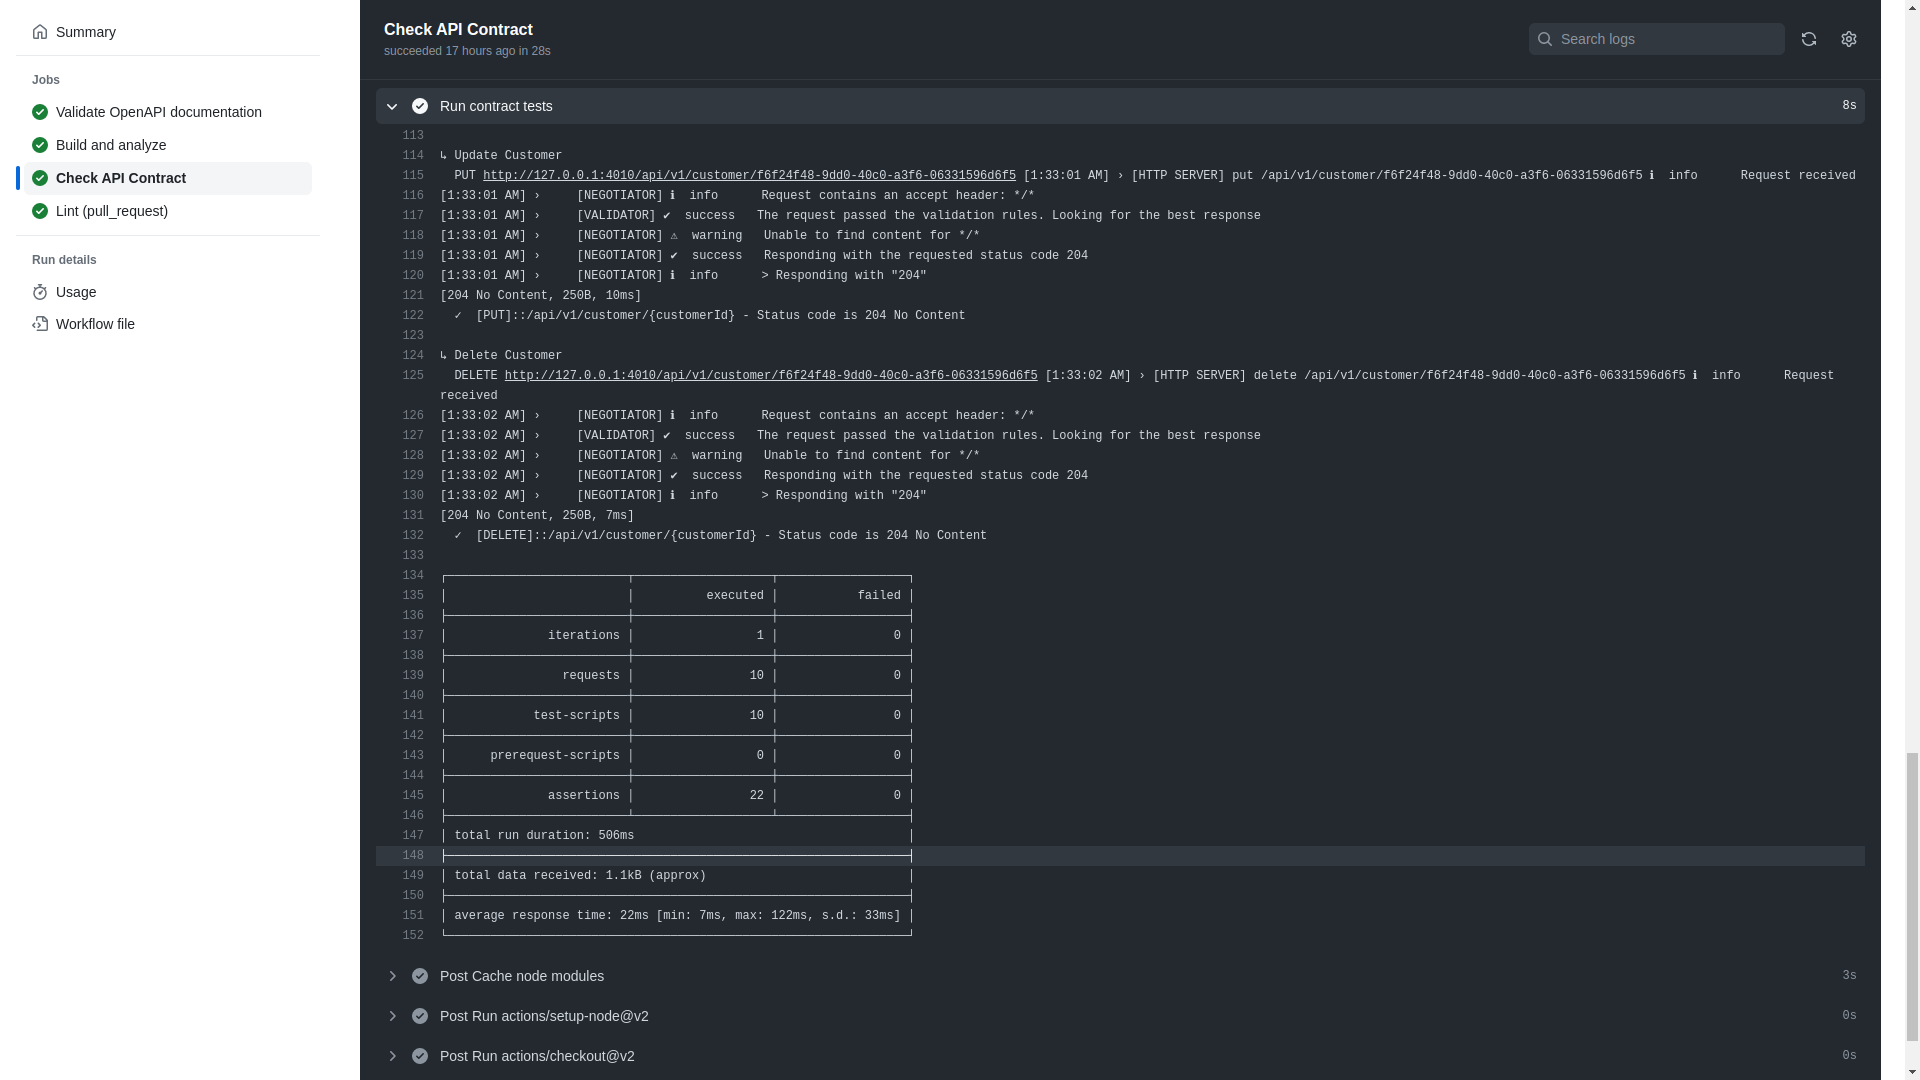 Summary
Jobs
Validate OpenAPI documentation
Build and analyze
Check API Contract
Lint (pull_request)
Run details
Usage
Workflow file
Check API Contract
succeeded 17 hours ago in 28s
Search logs
Run contract tests 8s
113
114 ↳ Update Customer
115 PUT http://127.0.0.1:4010/api/v1/customer/f6f24f48-9dd0-40c0-a3f6-06331596d6f5 [1:33:01 AM] › [HTTP SERVER] put /api/v1/customer/f6f24f48-9dd0-40c0-a3f6-06331596d6f5 ℹ info Request received
116 [1:33:01 AM] › [NEGOTIATOR] ℹ info Request contains an accept header: */*
117 [1:33:01 AM] › [VALIDATOR] ✔ success The request passed the validation rules. Looking for the best response
118 [1:33:01 AM] › [NEGOTIATOR] ⚠ warning Unable to find content for */*
119 [1:33:01 AM] › [NEGOTIATOR] ✔ success Responding with the requested status code 204
120 [1:33:01 AM] › [NEGOTIATOR] ℹ info > Responding with "204"
121 [204 No Content, 250B, 10ms]
122 ✓ [PUT]::/api/v1/customer/{customerId} - Status code is 204 No Content
123
124 ↳ Delete Customer
125 DELETE http://127.0.0.1:4010/api/v1/customer/f6f24f48-9dd0-40c0-a3f6-06331596d6f5 [1:33:02 AM] › [HTTP SERVER] delete /api/v1/customer/f6f24f48-9dd0-40c0-a3f6-06331596d6f5 ℹ info Request
received
126 [1:33:02 AM] › [NEGOTIATOR] ℹ info Request contains an accept header: */*
127 [1:33:02 AM] › [VALIDATOR] ✔ success The request passed the validation rules. Looking for the best response
128 [1:33:02 AM] › [NEGOTIATOR] ⚠ warning Unable to find content for */*
129 [1:33:02 AM] › [NEGOTIATOR] ✔ success Responding with the requested status code 204
130 [1:33:02 AM] › [NEGOTIATOR] ℹ info > Responding with "204"
131 [204 No Content, 250B, 7ms]
132 ✓ [DELETE]::/api/v1/customer/{customerId} - Status code is 204 No Content
133
134
135 executed failed
136
137 iterations 1 0
138
139 requests 10 0
140
141 test-scripts 10 0
142
143 prerequest-scripts 0 0
144
145 assertions 22 0
146
147 total run duration: 506ms
148
149 total data received: 1.1kB (approx)
150
151 average response time: 22ms [min: 7ms, max: 122ms, s.d.: 33ms]
152
Post Cache node modules 3s
Post Run actions/setup-node@v2 0s
Post Run actions/checkout@v2 0s